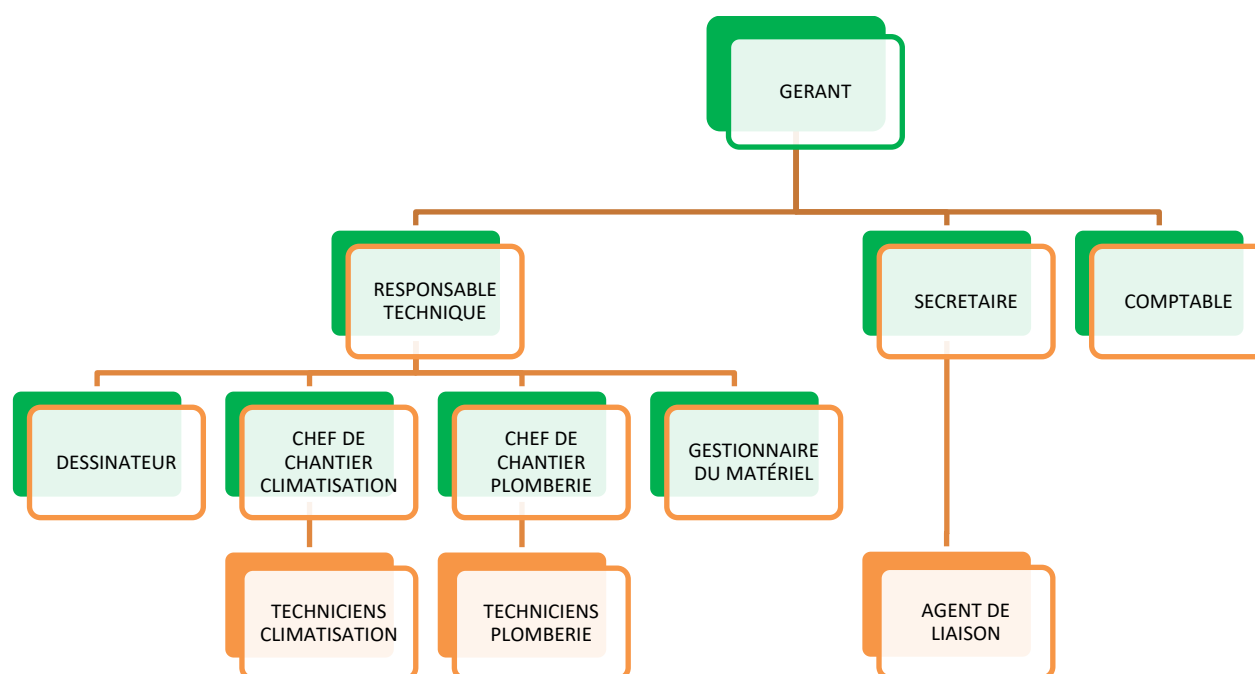 GERANT
RESPONSABLE
TECHNIQUE
SECRETAIRE
COMPTABLE
DESSINATEUR
CHEF DE
CHANTIER
CLIMATISATION
CHEF DE
CHANTIER
PLOMBERIE
GESTIONNAIRE
DU MATÉRIEL
TECHNICIENS
CLIMATISATION
TECHNICIENS
PLOMBERIE
AGENT DE
LIAISON